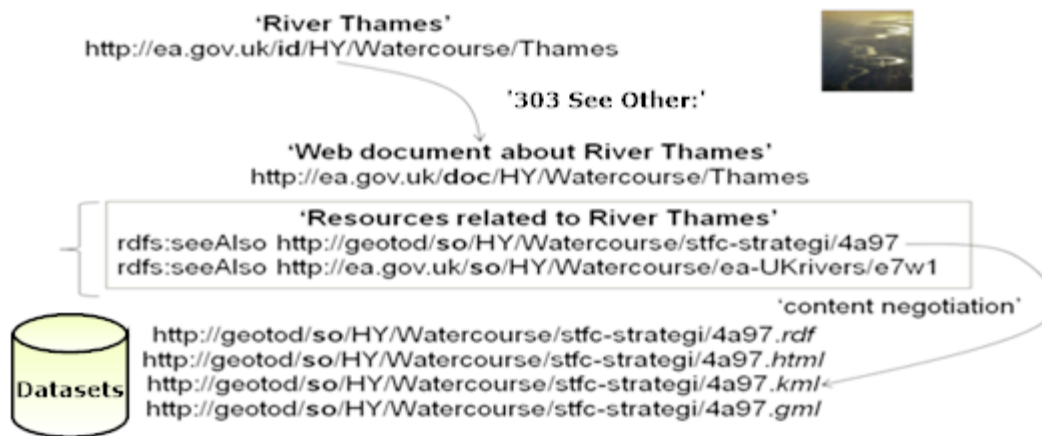 ‘River Thames’
http://ea.gov.uk/id/HY/Watercourse/Thames
'303 See Other:'
‘Web document about River Thames’
http://ea.gov.uk/doc/HY/Watercourse/Thames
‘Resources related to River Thames’
rdfs:seeAlso http://geotod/so/HY/Watercourse/stfc-strategi/4a97
rdfs:seeAlso http://ea.gov.uk/so/HY/Watercourse/ea-UKrivers/e7w1
‘content negotiation’
Datasets
http://geotod/so/HY/Watercourse/stfc-strategi/4a97.rdf
http://geotod/so/HY/Watercourse/stfc-strategi/4a97.html
http://geotod/so/HY/Watercourse/stfc-strategi/4a97.kml
http://geotod/so/HY/Watercourse/stfc-strategi/4a97.gml